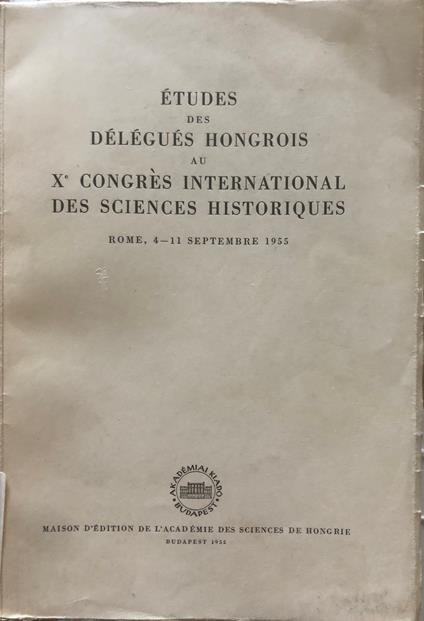 ÉTUDES
DES
DÉLÉGUÉS HONGROIS
AU
Xe CONGRÈS INTERNATIONAL
DES SCIENCES HISTORIQUES
ROME, 4—11 SEPTEMBRE 1955
AKADÉMIAI KIADÓ
BUDAPEST
MAISON D'ÉDITION DE L'ACADÉMIE DES SCIENCES DE HONGRIE
BUDAPEST 1955